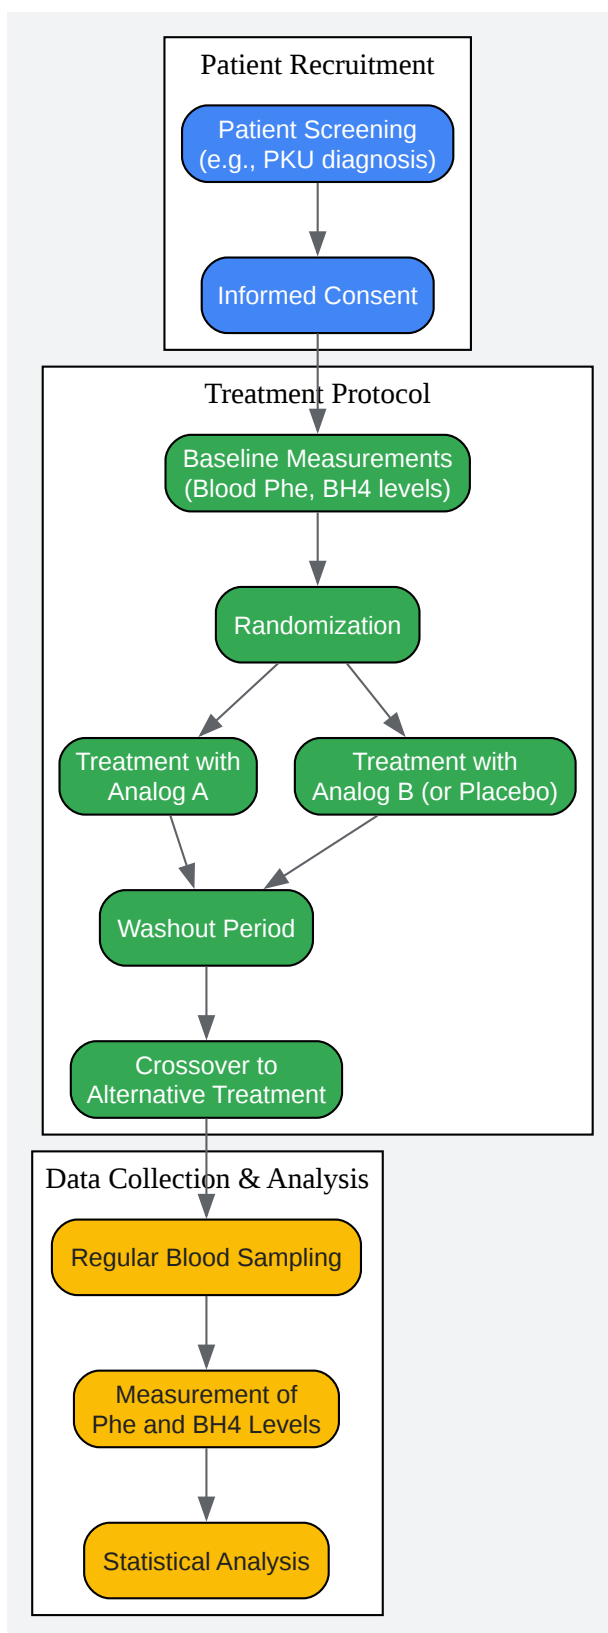 Patient Recruitment
Patient Screening
(e.g., PKU diagnosis)
Informed Consent
Treatment Protocol
Baseline Measurements
(Blood Phe, BH4 levels)
Randomization
Treatment with
Analog A
Treatment with
Analog B (or Placebo)
Washout Period
Crossover to
Alternative Treatment
Data Collection & Analysis
Regular Blood Sampling
Measurement of
Phe and BH4 Levels
Statistical Analysis